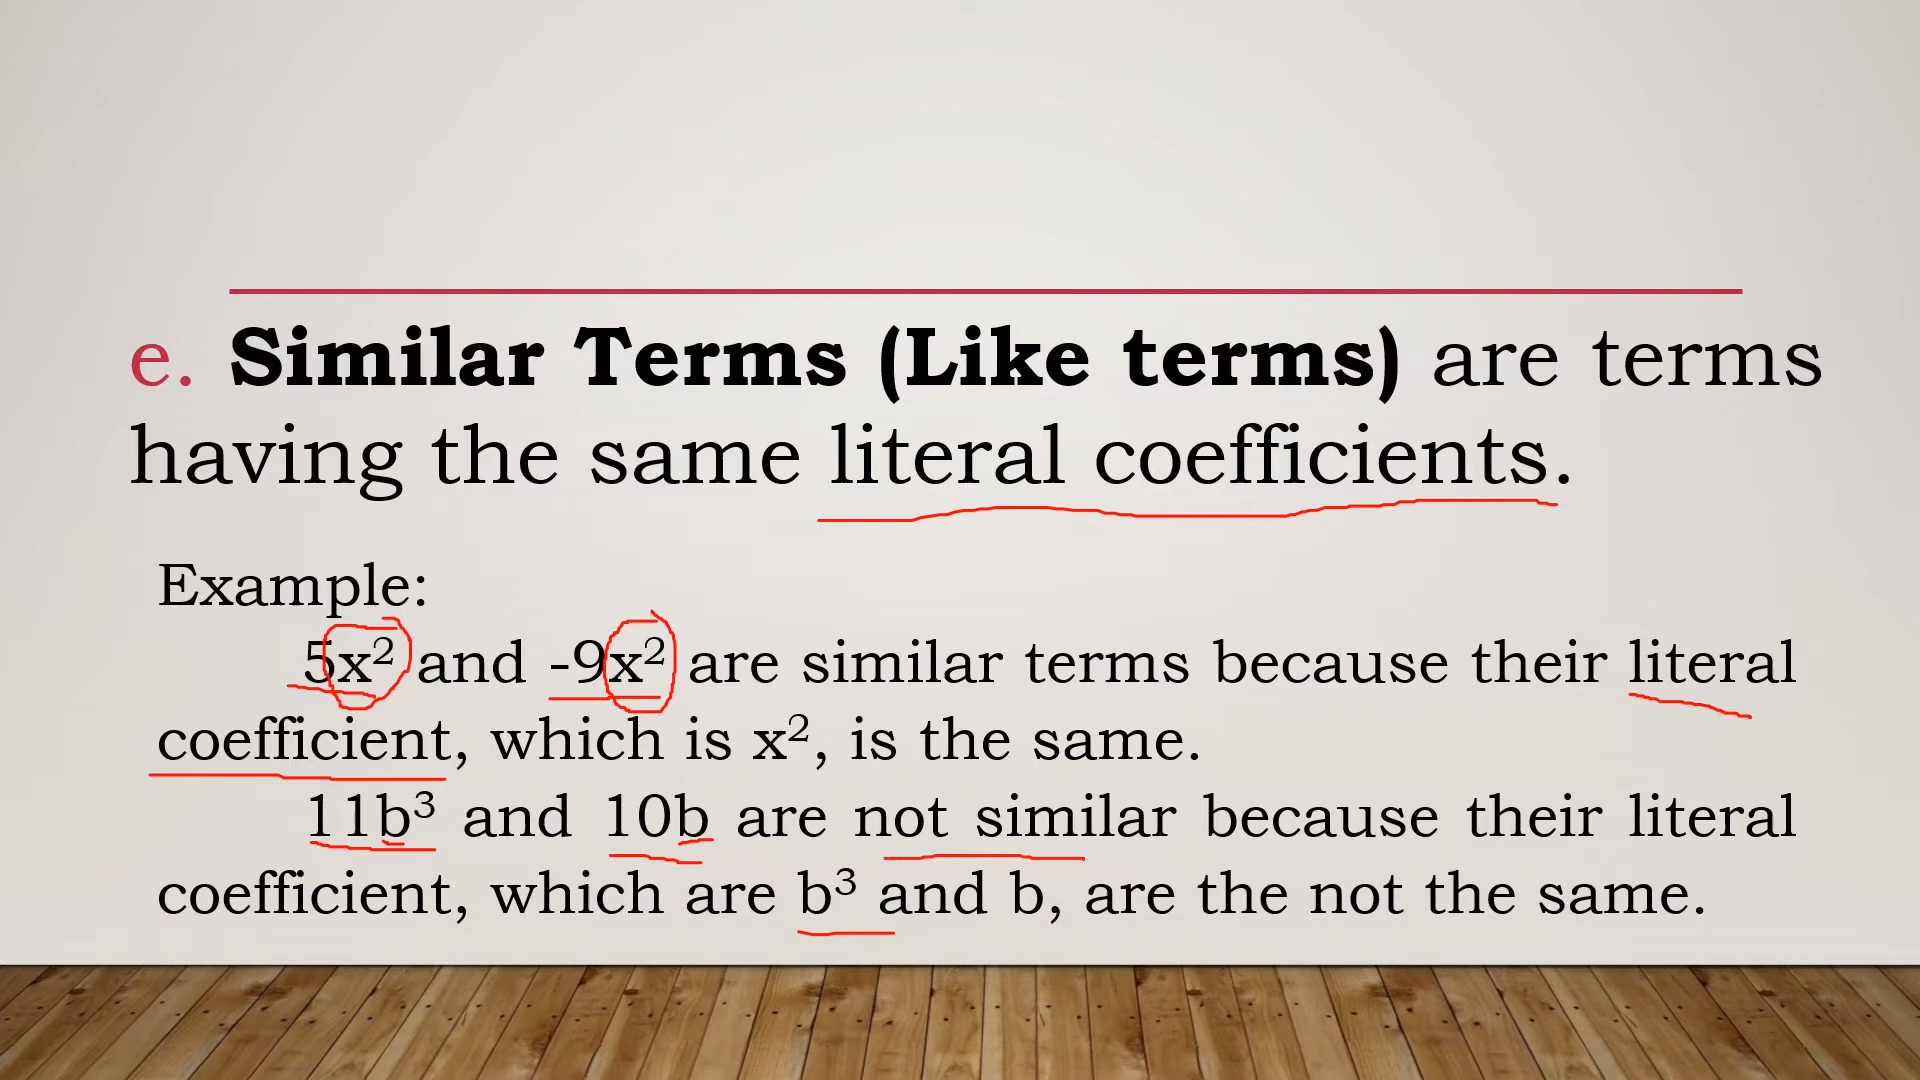 e. Similar Terms (Like terms) are terms
having the same literal coefficients.
Example:
5x² and -9x² are similar terms because their literal
coefficient, which is x², is the same.
11b³ and 10b are not similar because their literal
coefficient, which are b³ and b, are the not the same.